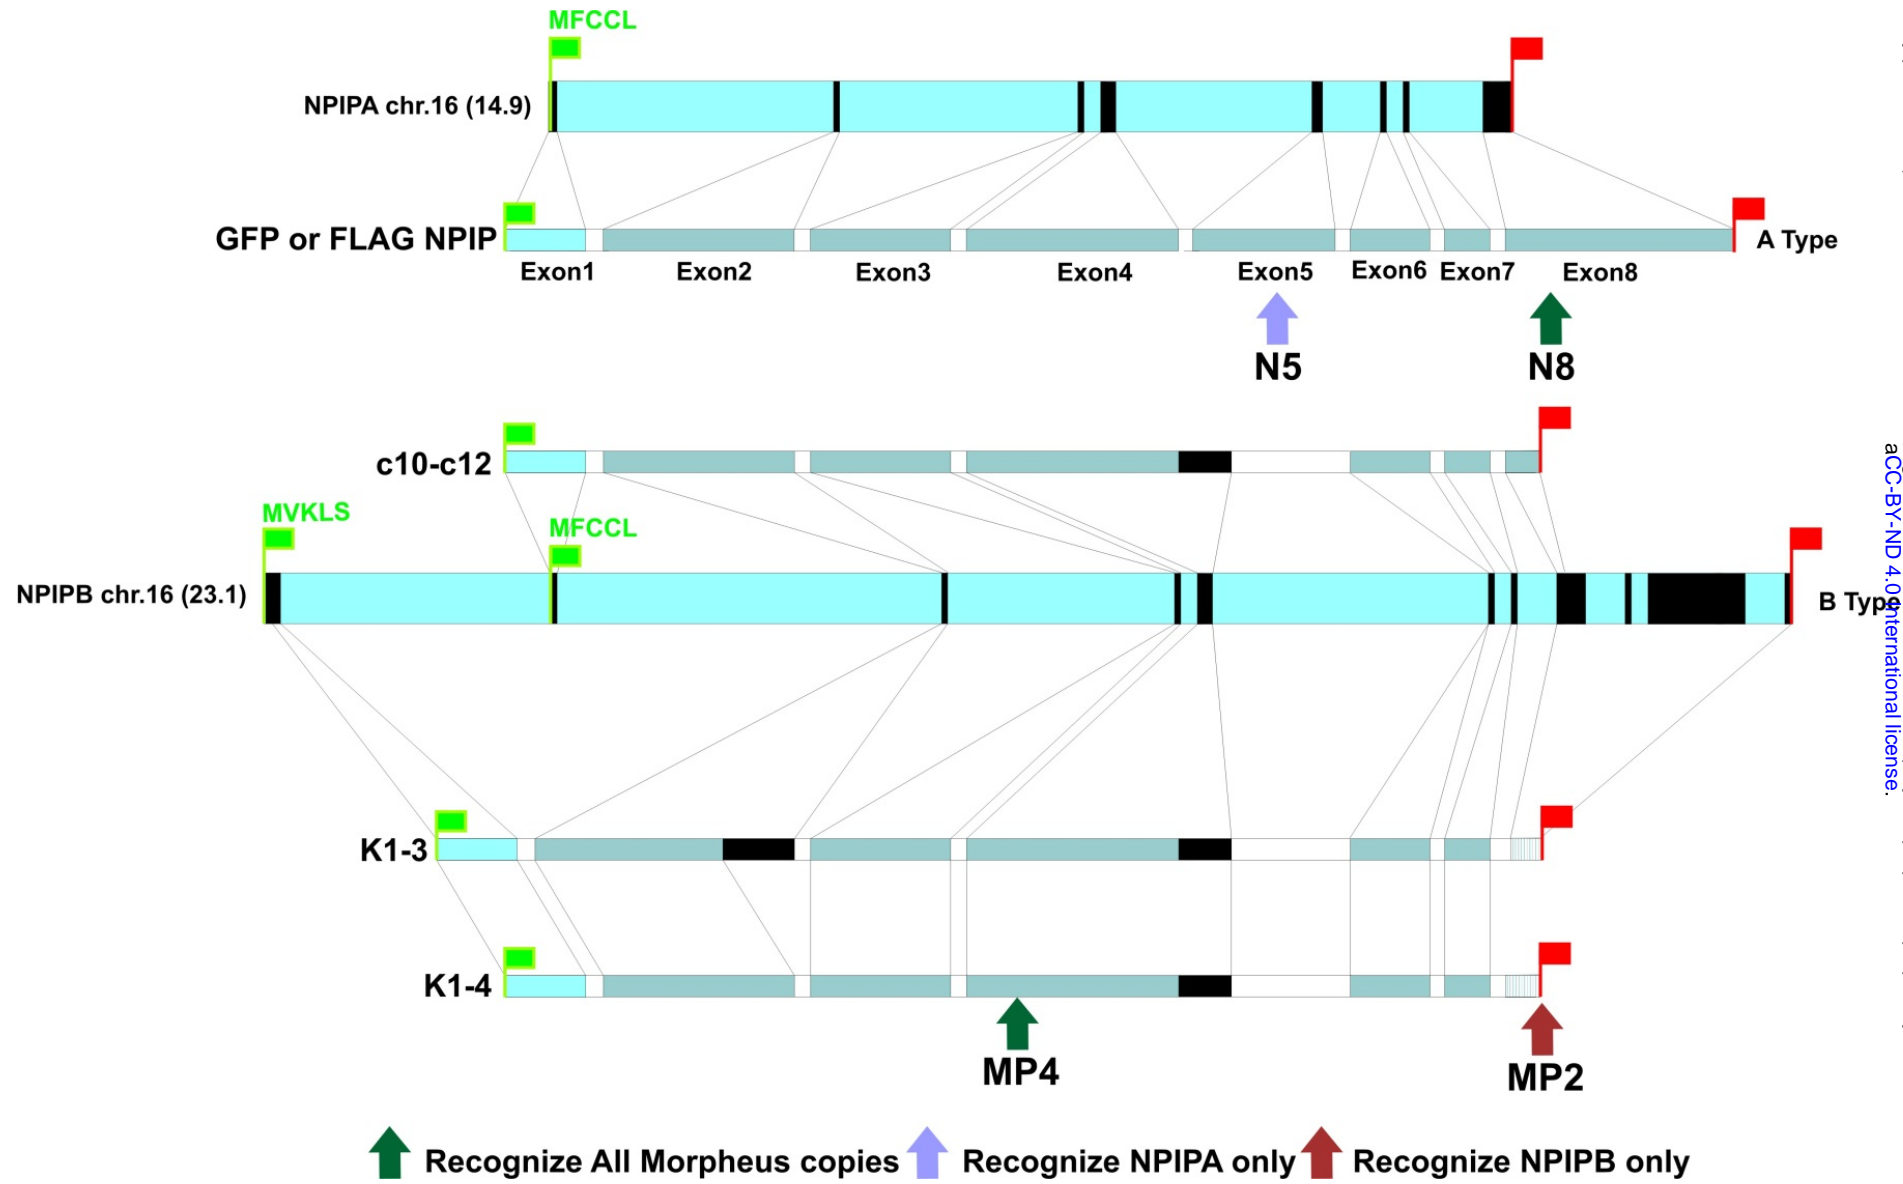 MFCCL
NPIPA chr.16 (14.9)
GFP or FLAG NPIP
A Type
Exon1 Exon2 Exon3 Exon4 Exon5 Exon6 Exon7 Exon8
N5 N8
c10-c12
MVKLS
MFCCL
NPIPB chr.16 (23.1)
B Type
aCC-BY-ND 4.0 International license.
K1-3
K1-4
MP4
MP2
Recognize All Morpheus copies Recognize NPIPA only Recognize NPIPB only